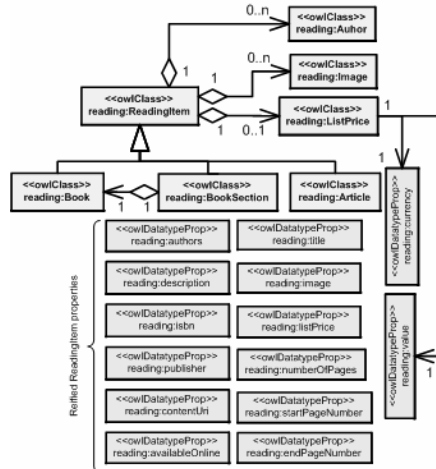 0..n
<<owlClass>>
reading:Auhor
1
0..n
<<owlClass>>
reading:Image
1
<<owlClass>>
reading:ReadingItem
1
0..1
<<owlClass>>
reading:ListPrice
1
<<owlClass>>
reading:Book
1
1
<<owlClass>>
reading:BookSection
<<owlClass>>
reading:Article
1
<<owlDatatypeProp>>
reading:currency
Reified ReadingItem properties
<<owlDatatypeProp>>
reading:authors
<<owlDatatypeProp>>
reading:title
<<owlDatatypeProp>>
reading:description
<<owlDatatypeProp>>
reading:image
<<owlDatatypeProp>>
reading:isbn
<<owlDatatypeProp>>
reading:listPrice
<<owlDatatypeProp>>
reading:publisher
<<owlDatatypeProp>>
reading:numberOfPages
<<owlDatatypeProp>>
reading:contentUri
<<owlDatatypeProp>>
reading:startPageNumber
<<owlDatatypeProp>>
reading:availableOnline
<<owlDatatypeProp>>
reading:endPageNumber
<<owlDatatypeProp>>
reading:value
1